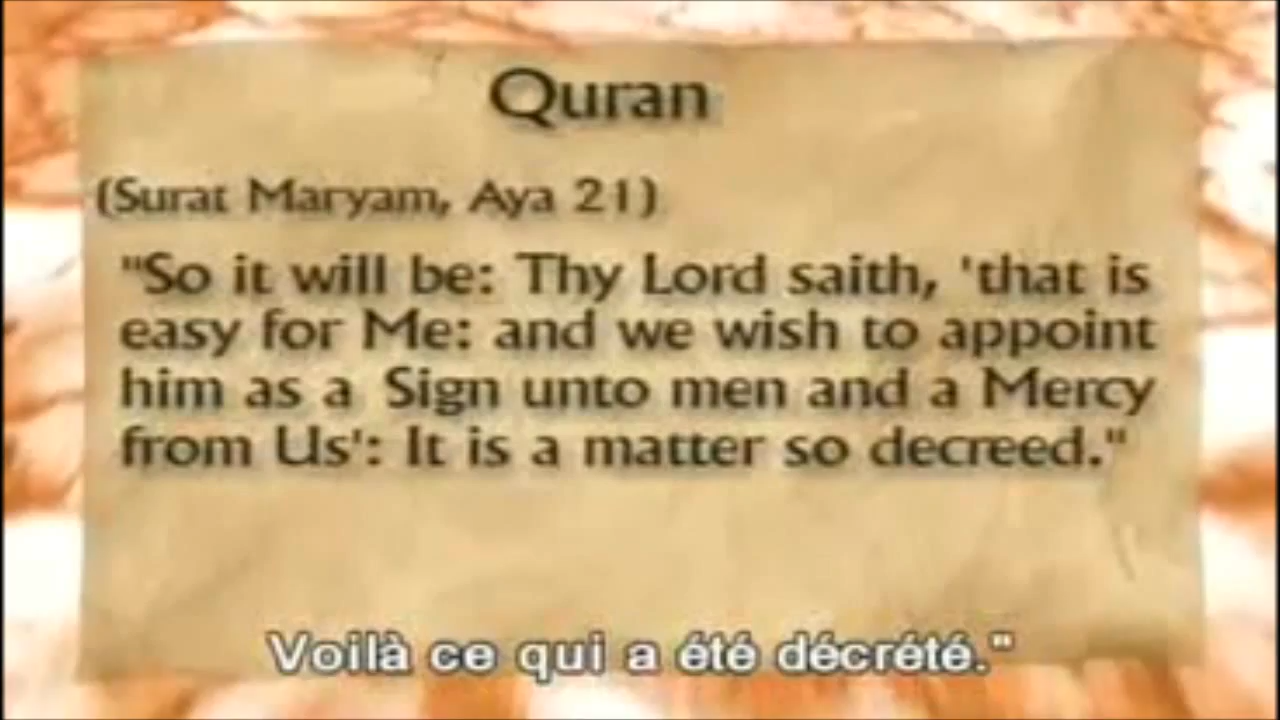 Quran
(Surat Maryam, Aya 21)
"So it will be: Thy Lord saith, 'that is
easy for Me: and we wish to appoint
him as a Sign unto men and a Mercy
from Us': It is a matter so decreed."
Voilà ce qui a été décrété."